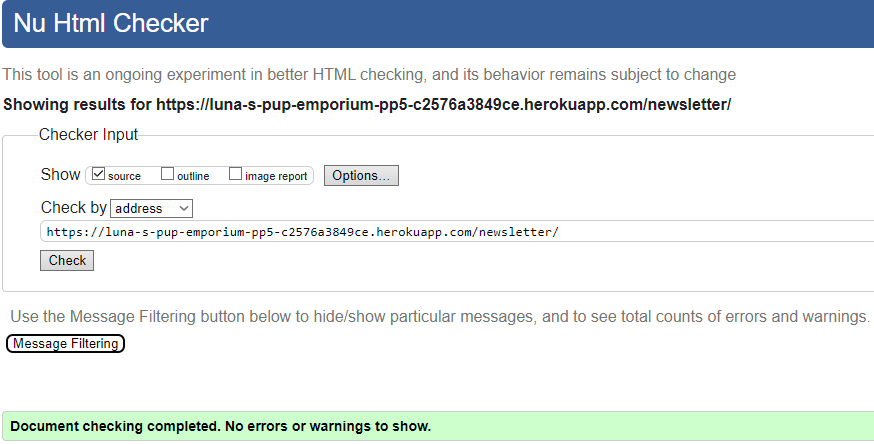 Nu Html Checker
This tool is an ongoing experiment in better HTML checking, and its behavior remains subject to change
Showing results for https://luna-s-pup-emporium-pp5-c2576a3849ce.herokuapp.com/newsletter/
Checker Input
Show source outline image report Options...
Check by address
https://luna-s-pup-emporium-pp5-c2576a3849ce.herokuapp.com/newsletter/
Check
Use the Message Filtering button below to hide/show particular messages, and to see total counts of errors and warnings.
Message Filtering
Document checking completed. No errors or warnings to show.